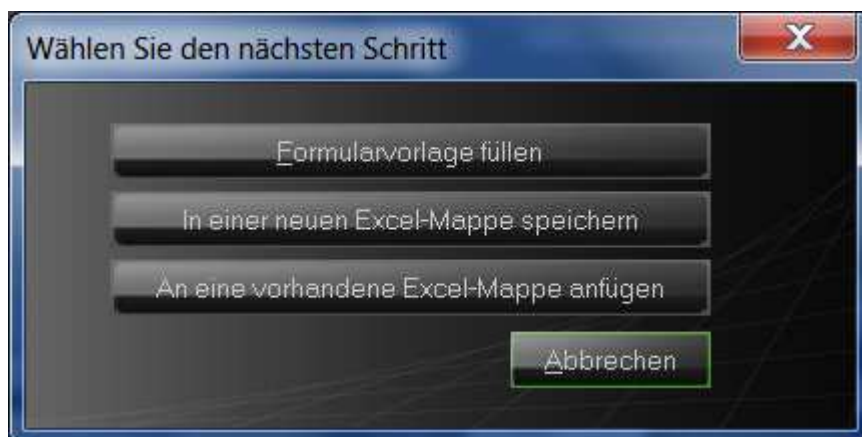 Wählen Sie den nächsten Schritt
Formularvorlage füllen
In einer neuen Excel-Mappe speichern
An eine vorhandene Excel-Mappe anfügen
Abbrechen